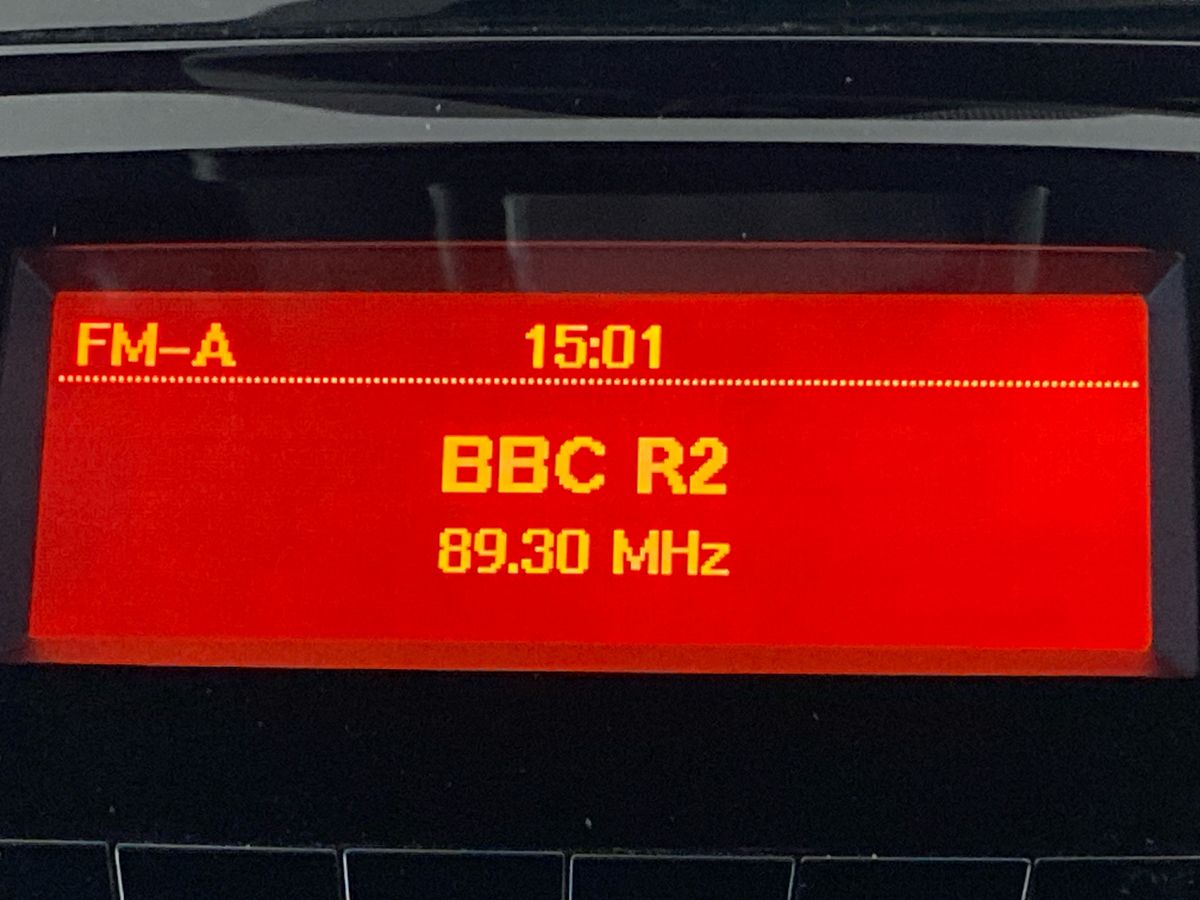 FM-A 15:01
BBC R2
89.30 MHz